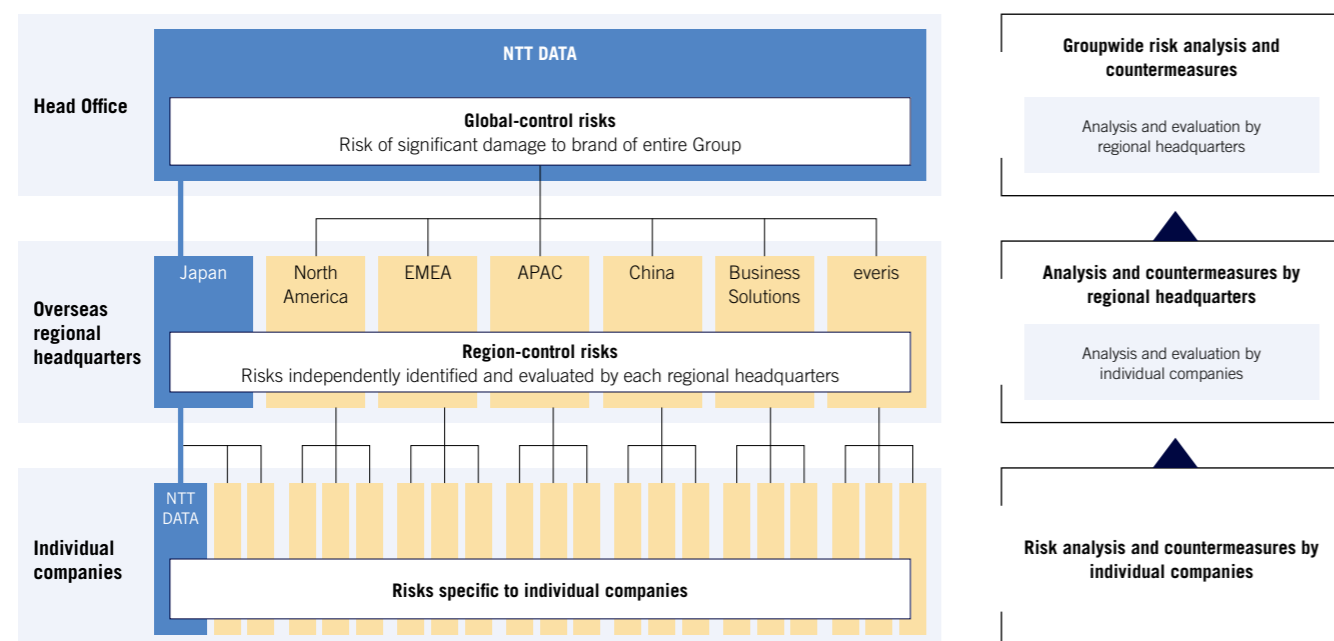 Head Office
NTT DATA
Global-control risks
Risk of significant damage to brand of entire Group
Groupwide risk analysis and
countermeasures
Analysis and evaluation by
regional headquarters
Overseas
regional
headquarters
Japan
North
America
EMEA
APAC
China
Business
Solutions
everis
Region-control risks
Risks independently identified and evaluated by each regional headquarters
Analysis and countermeasures by
regional headquarters
Analysis and evaluation by
individual companies
Individual
companies
NTT
DATA
Risks specific to individual companies
Risk analysis and countermeasures by
individual companies